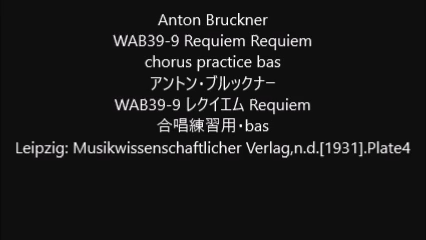 Anton Bruckner
WAB39-9 Requiem Requiem
chorus practice bas
アントン・ブルックナー
WAB39-9 レクイエム Requiem
合唱練習用・bas
Leipzig: Musikwissenschaftlicher Verlag,n.d.[1931].Plate4